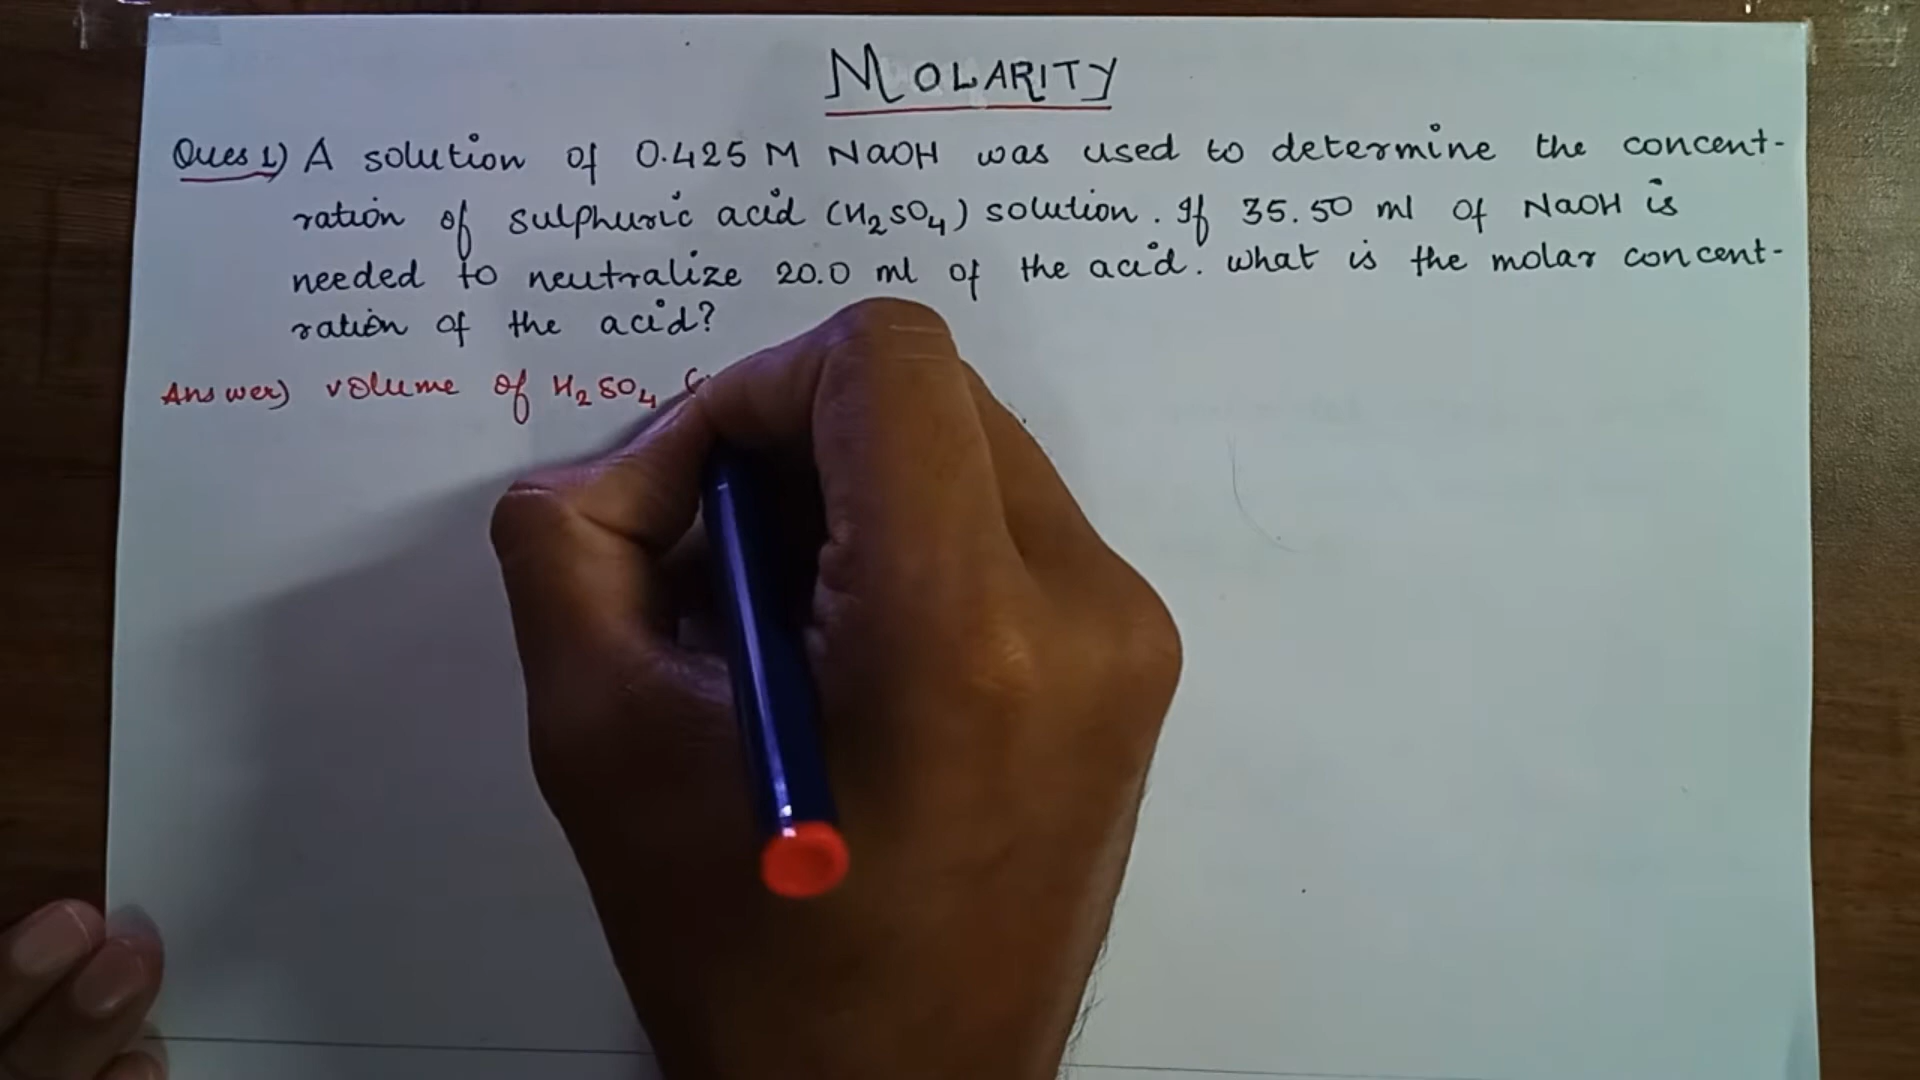 MOLARITY
Ques 1) A solution of 0.425 M NaOH was used to determine the concent-
ration of sulphuric acid (H₂SO₄) solution. If 35.50 ml of NaOH is
needed to neutralize 20.0 ml of the acid. what is the molar concent-
ration of the acid?
Answer) volume of H₂SO₄